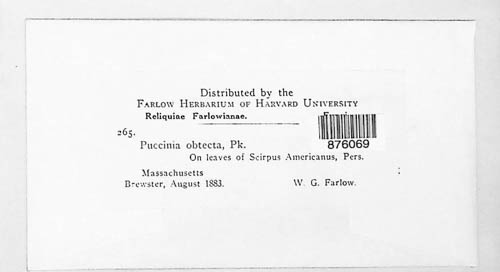 Distributed by the
Farlow Herbarium of Harvard University
Reliquiae Farlowianae.
265.
876069
Puccinia obtecta, Pk.
On leaves of Scirpus Americanus, Pers.
Massachusetts
Brewster, August 1883. W. G. Farlow.